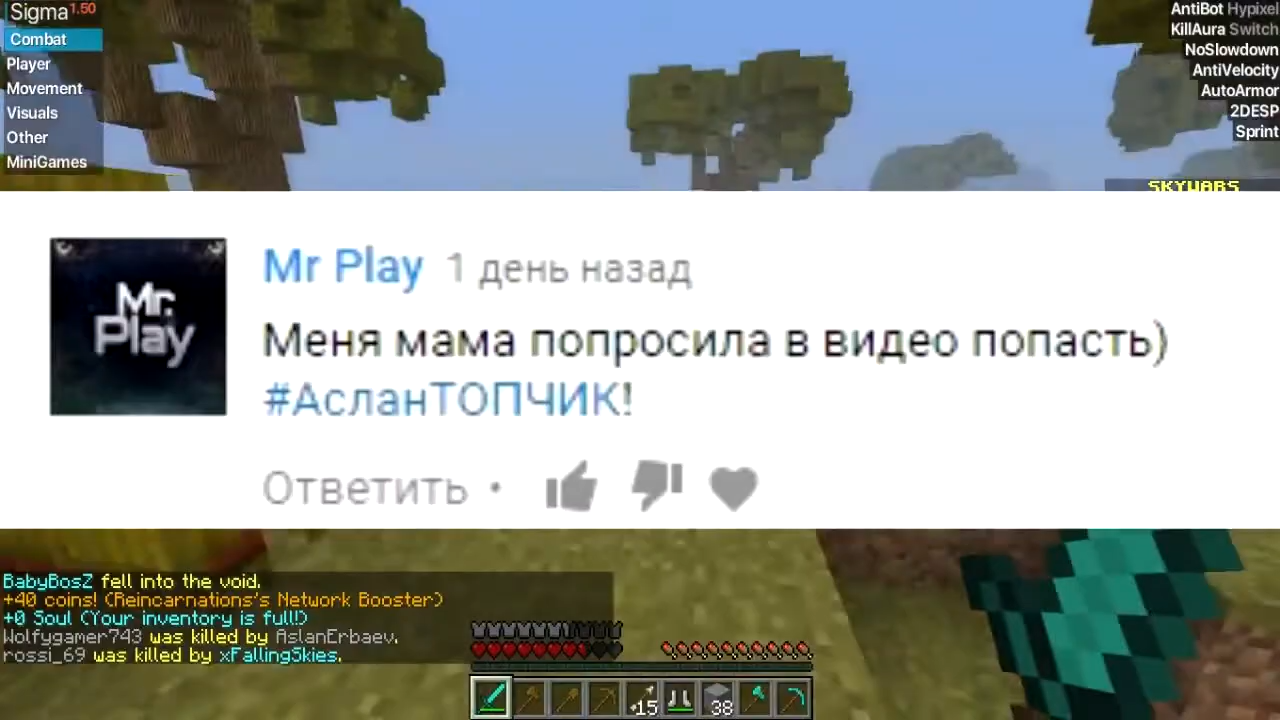 Sigma 1.50
Combat
Player
Movement
Visuals
Other
MiniGames
AntiBot Hypixel
KillAura Switch
NoSlowdown
AntiVelocity
AutoArmor
2DESP
Sprint
SKYWARS
Mr.
Play
Mr Play 1 день назад
Меня мама попросила в видео попасть)
#АсланТОПЧИК!
Ответить •
BabyBosZ fell into the void.
+40 coins! (Reincarnations's Network Booster)
+0 Soul (Your inventory is full!)
Wolfygamer743 was killed by AslanErbaev.
rossi_69 was killed by xFalling5kies.
15 38